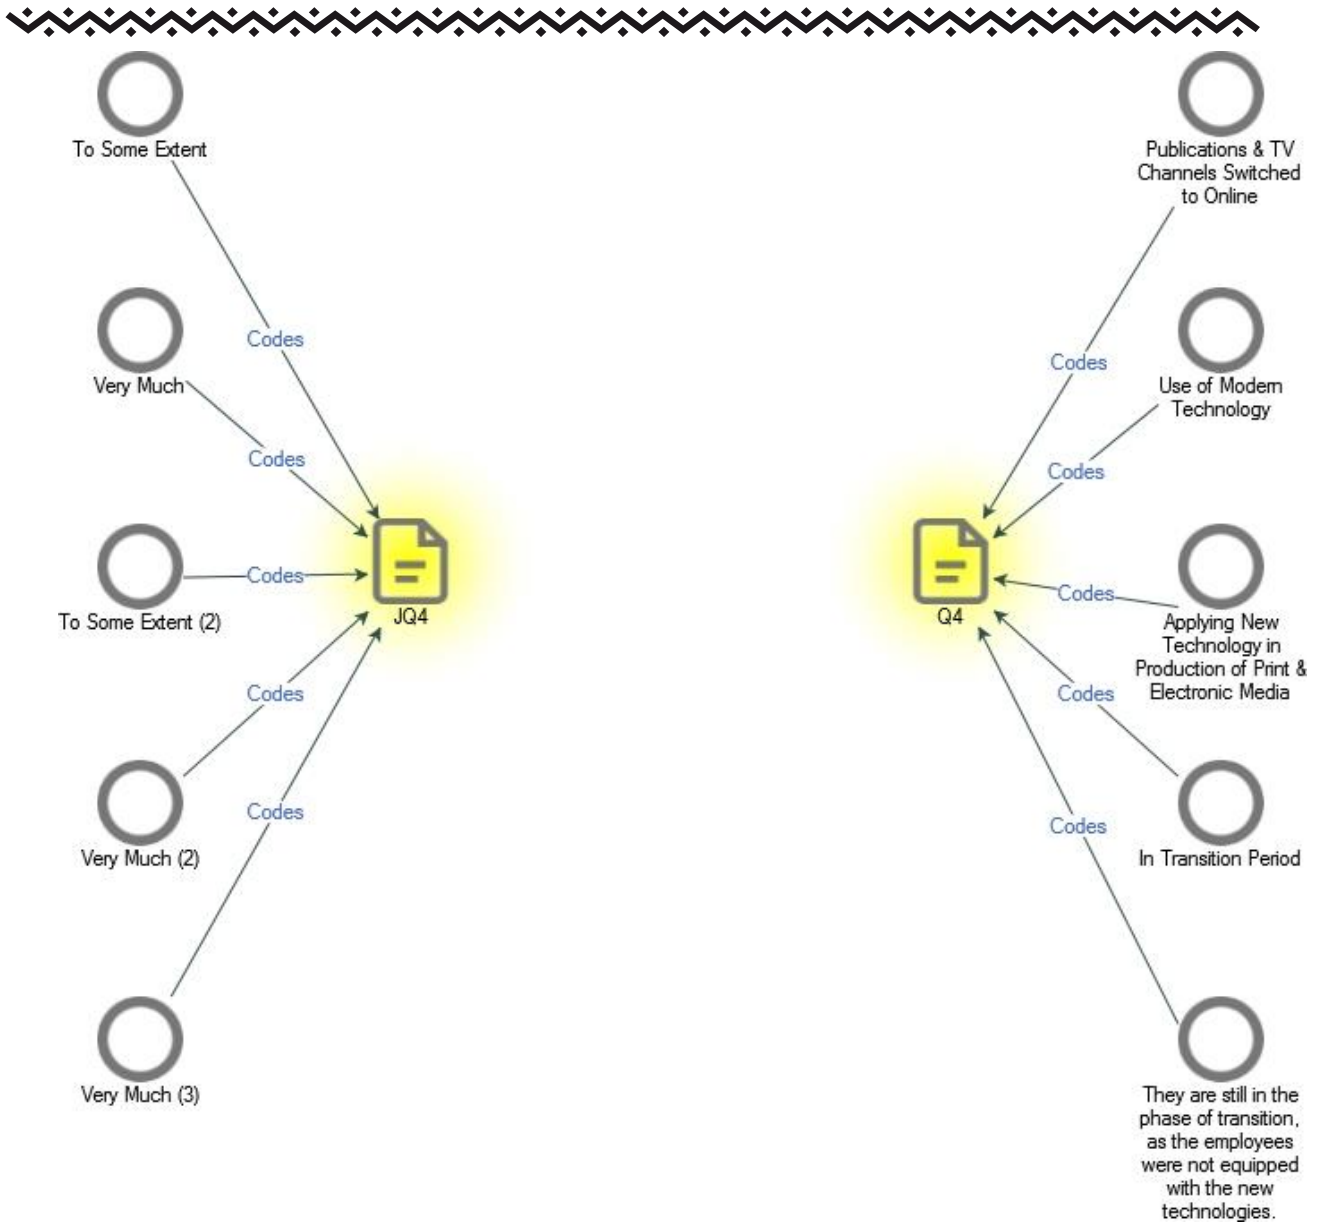 To Some Extent
Codes
Very Much
Codes
To Some Extent (2)
Codes
Very Much (2)
Codes
Very Much (3)
Codes
JQ4
Publications & TV
Channels Switched
to Online
Codes
Use of Modern
Technology
Codes
Applying New
Technology in
Production of Print &
Electronic Media
Codes
In Transition Period
Codes
They are still in the
phase of transition,
as the employees
were not equipped
with the new
technologies.
Codes
Q4